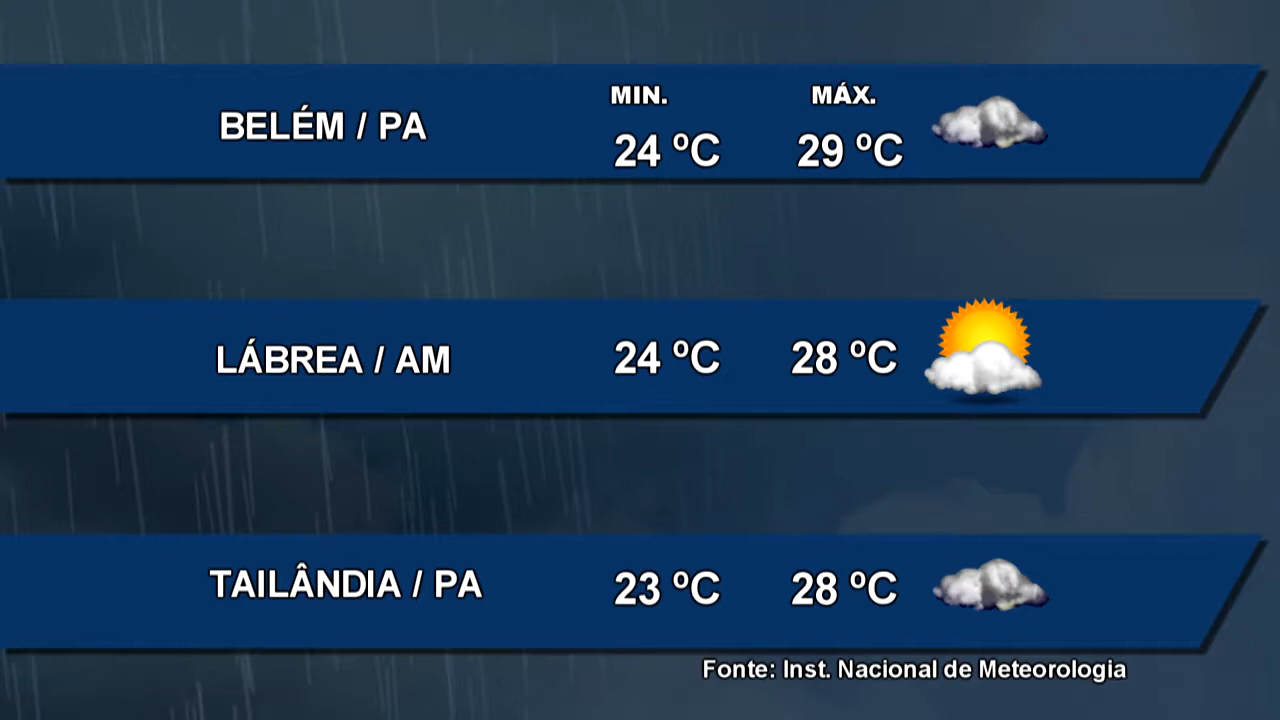 MIN. MÁX.
BELÉM / PA 24 ºC 29 ºC
LÁBREA / AM 24 ºC 28 ºC
TAILÂNDIA / PA 23 ºC 28 ºC
Fonte: Inst. Nacional de Meteorologia